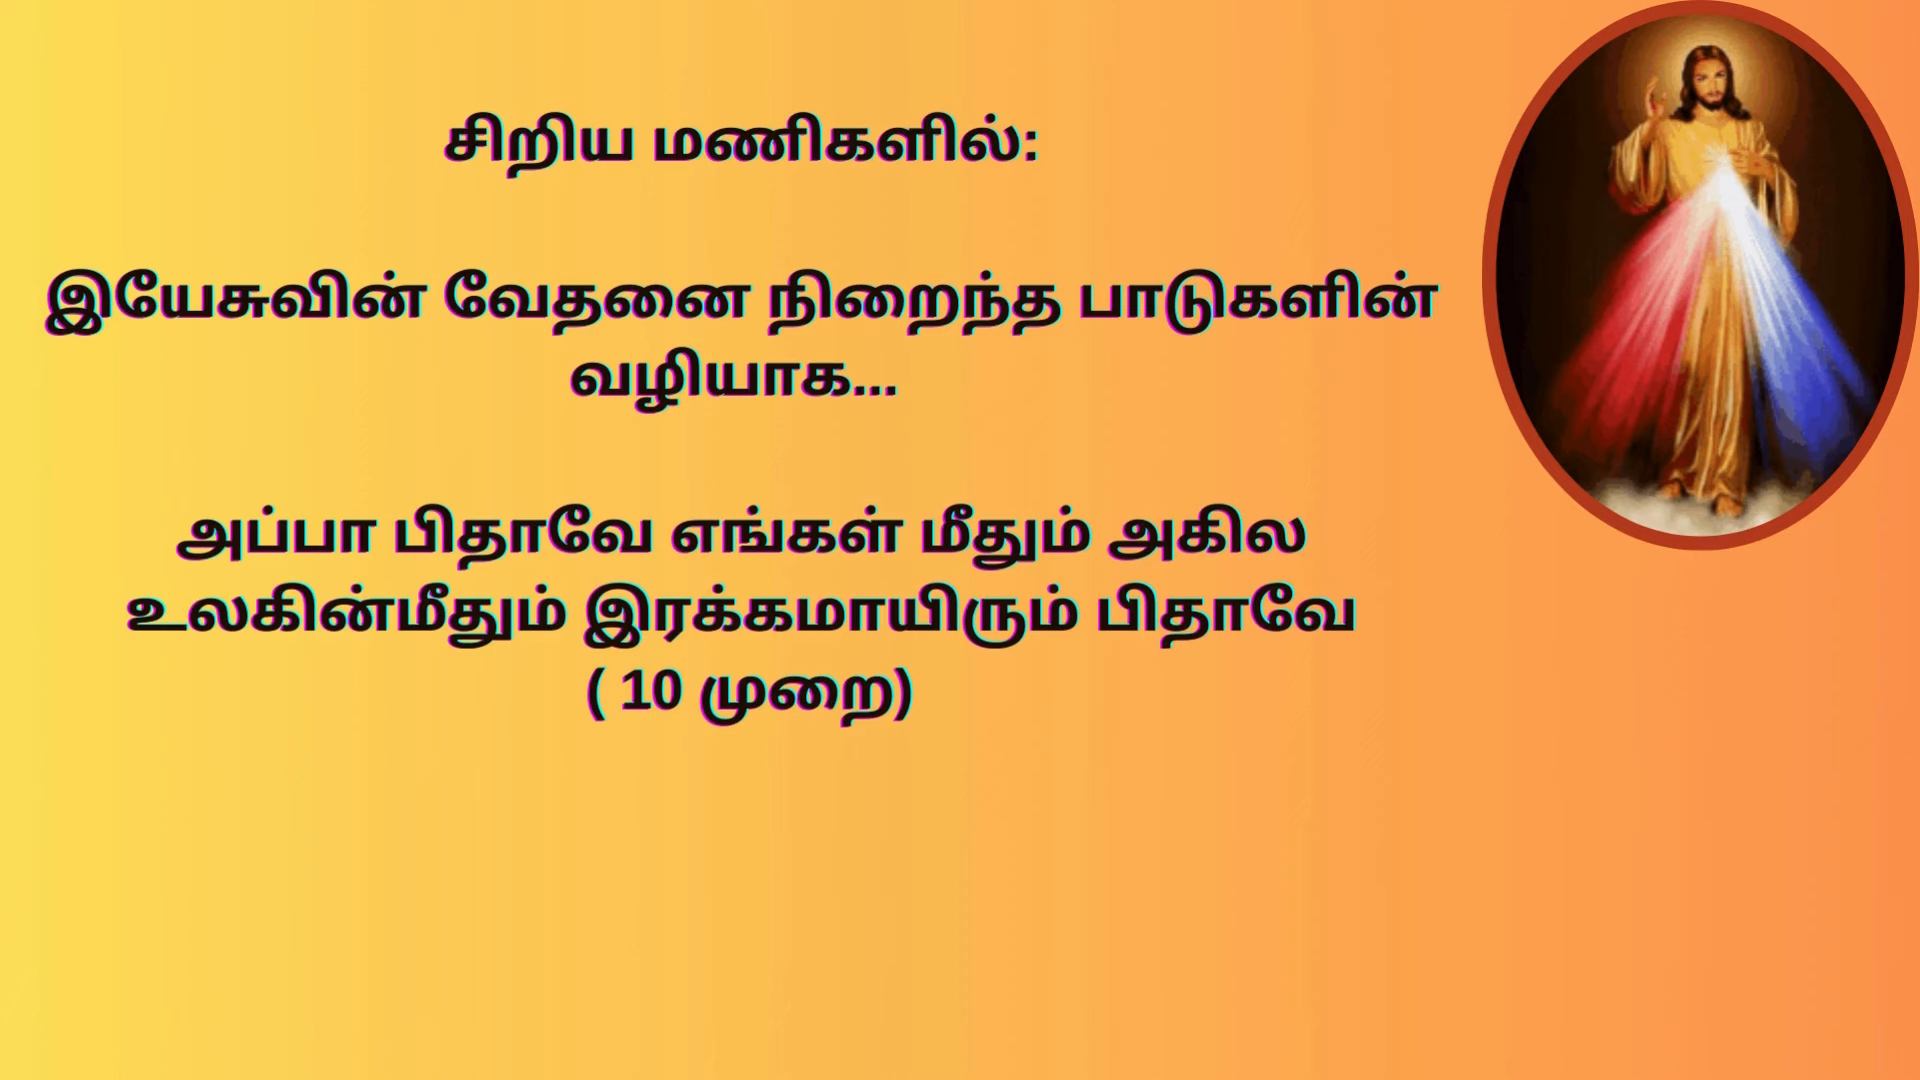 சிறிய மணிகளில்:
இயேசுவின் வேதனை நிறைந்த பாடுகளின்
வழியாக...
அப்பா பிதாவே எங்கள் மீதும் அகில
உலகின்மீதும் இரக்கமாயிரும் பிதாவே
( 10 முறை)